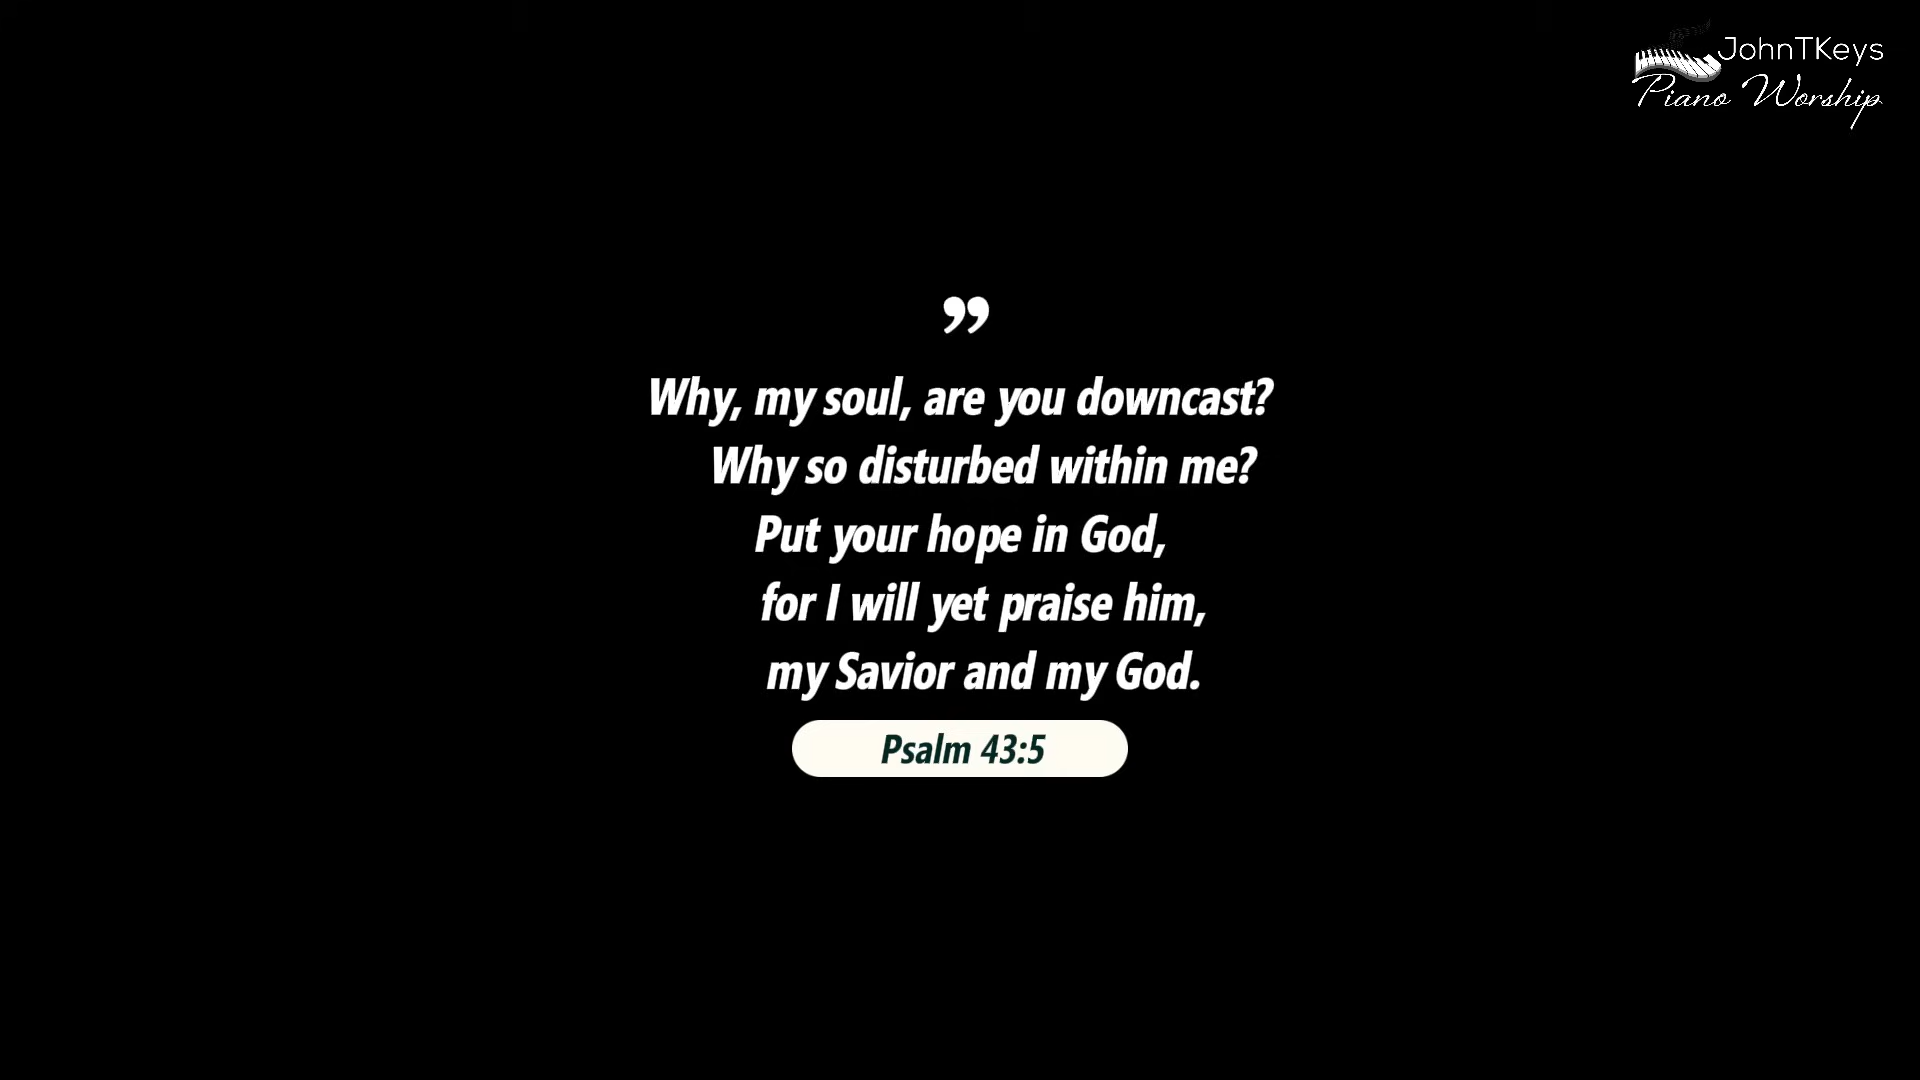 JohnTKeys
Piano Worship
”
Why, my soul, are you downcast?
Why so disturbed within me?
Put your hope in God,
for I will yet praise him,
my Savior and my God.
Psalm 43:5